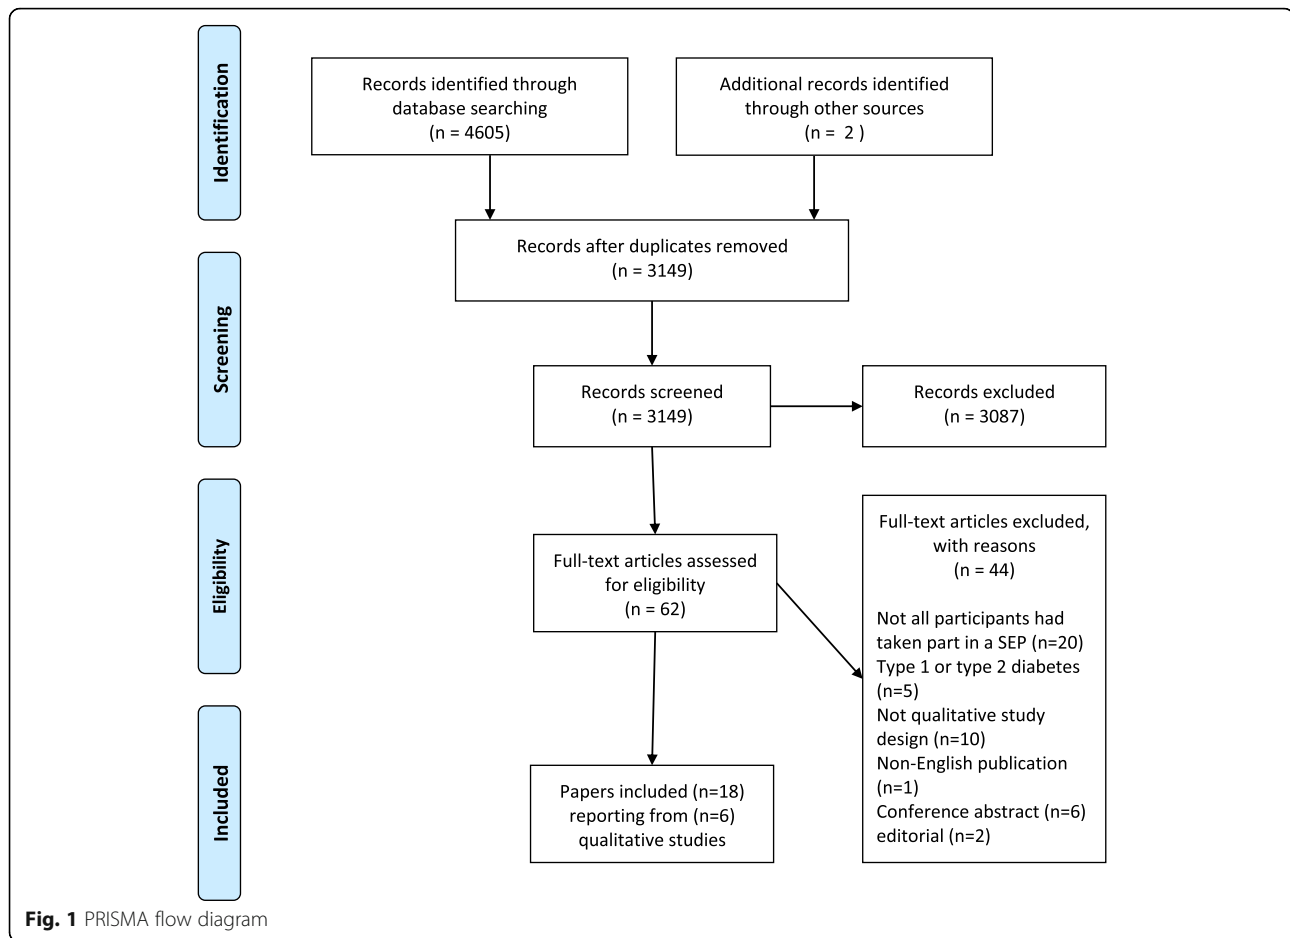 Identification
Records identified through
database searching
(n = 4605)
Additional records identified
through other sources
(n = 2 )
Records after duplicates removed
(n = 3149)
Screening
Records screened
(n = 3149)
Records excluded
(n = 3087)
Eligibility
Full-text articles assessed
for eligibility
(n = 62)
Full-text articles excluded,
with reasons
(n = 44)
Not all participants had
taken part in a SEP (n=20)
Type 1 or type 2 diabetes
(n=5)
Not qualitative study
design (n=10)
Non-English publication
(n=1)
Conference abstract (n=6)
editorial (n=2)
Included
Papers included (n=18)
reporting from (n=6)
qualitative studies
Fig. 1 PRISMA flow diagram